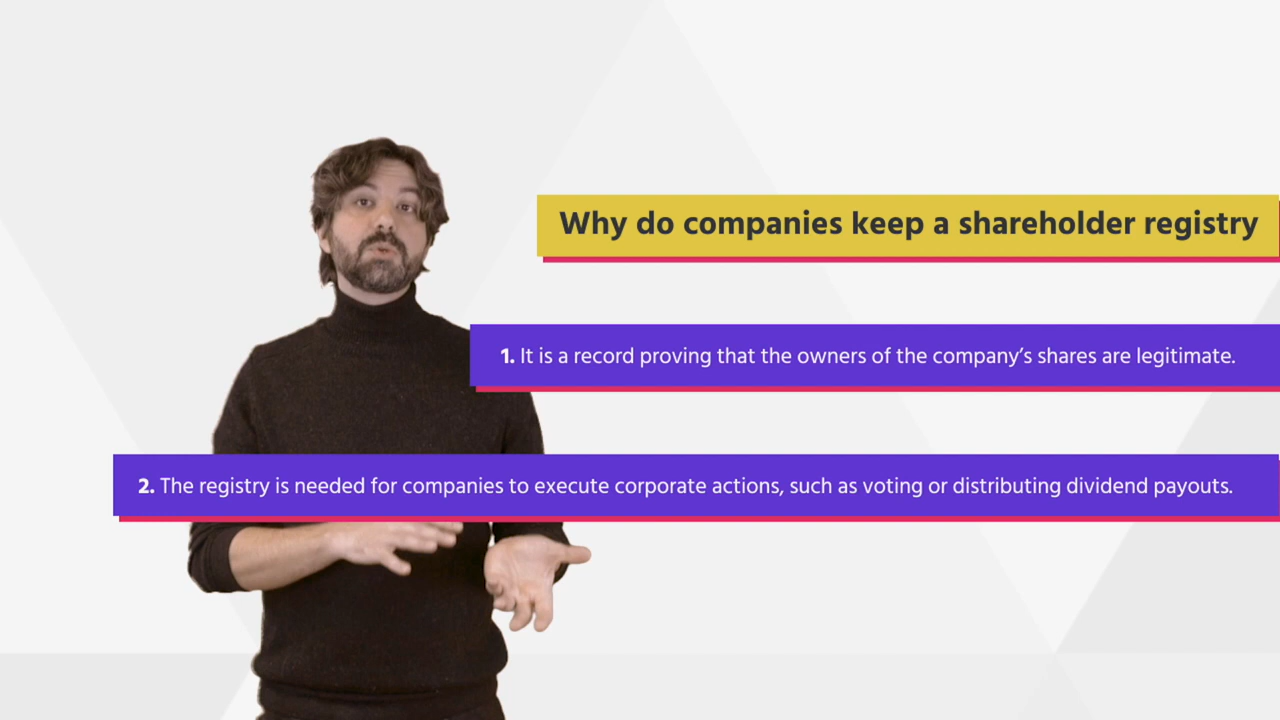 Why do companies keep a shareholder registry
1. It is a record proving that the owners of the company’s shares are legitimate.
2. The registry is needed for companies to execute corporate actions, such as voting or distributing dividend payouts.